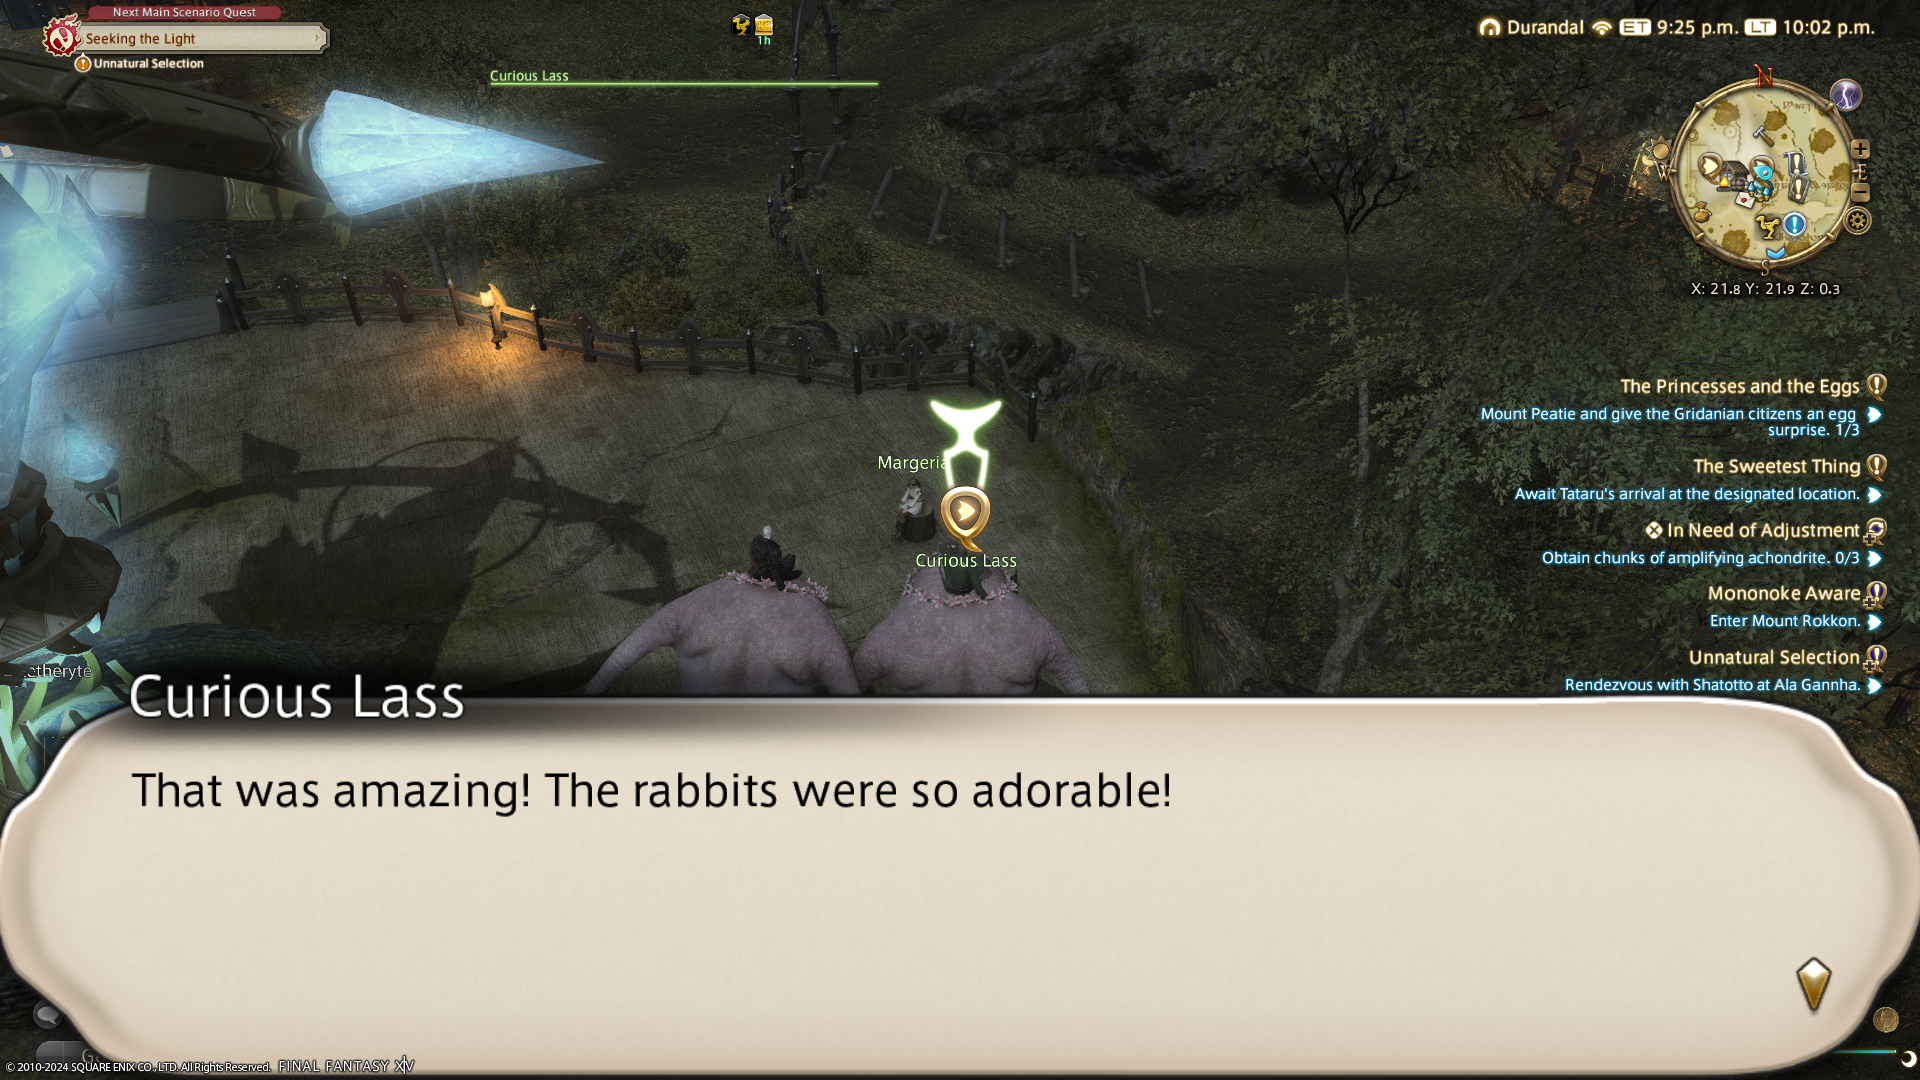 Next Main Scenario Quest
Seeking the Light
Unnatural Selection
1h
Curious Lass
Durandal ET 9:25 p.m. LT 10:02 p.m.
N
W
E
S
X: 21.8 Y: 21.9 Z: 0.3
The Princesses and the Eggs
Mount Peatie and give the Gridanian citizens an egg
surprise. 1/3
The Sweetest Thing
Await Tataru's arrival at the designated location.
In Need of Adjustment
Obtain chunks of amplifying achondrite. 0/3
Mononoke Aware
Enter Mount Rokkon.
Unnatural Selection
Rendezvous with Shatotto at Ala Gannha.
Margeria
Curious Lass
etheryte
Curious Lass
That was amazing! The rabbits were so adorable!
© 2010-2024 SQUARE ENIX CO., LTD. All Rights Reserved. FINAL FANTASY XIV